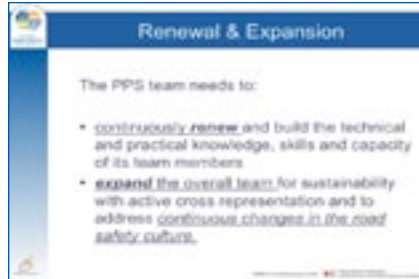 Renewal & Expansion
The PPS team needs to:
• continuously renew and build the technical
and practical knowledge, skills and capacity
of its team members
• expand the overall team for sustainability
with active cross representation and to
address continuous changes in the road
safety culture.